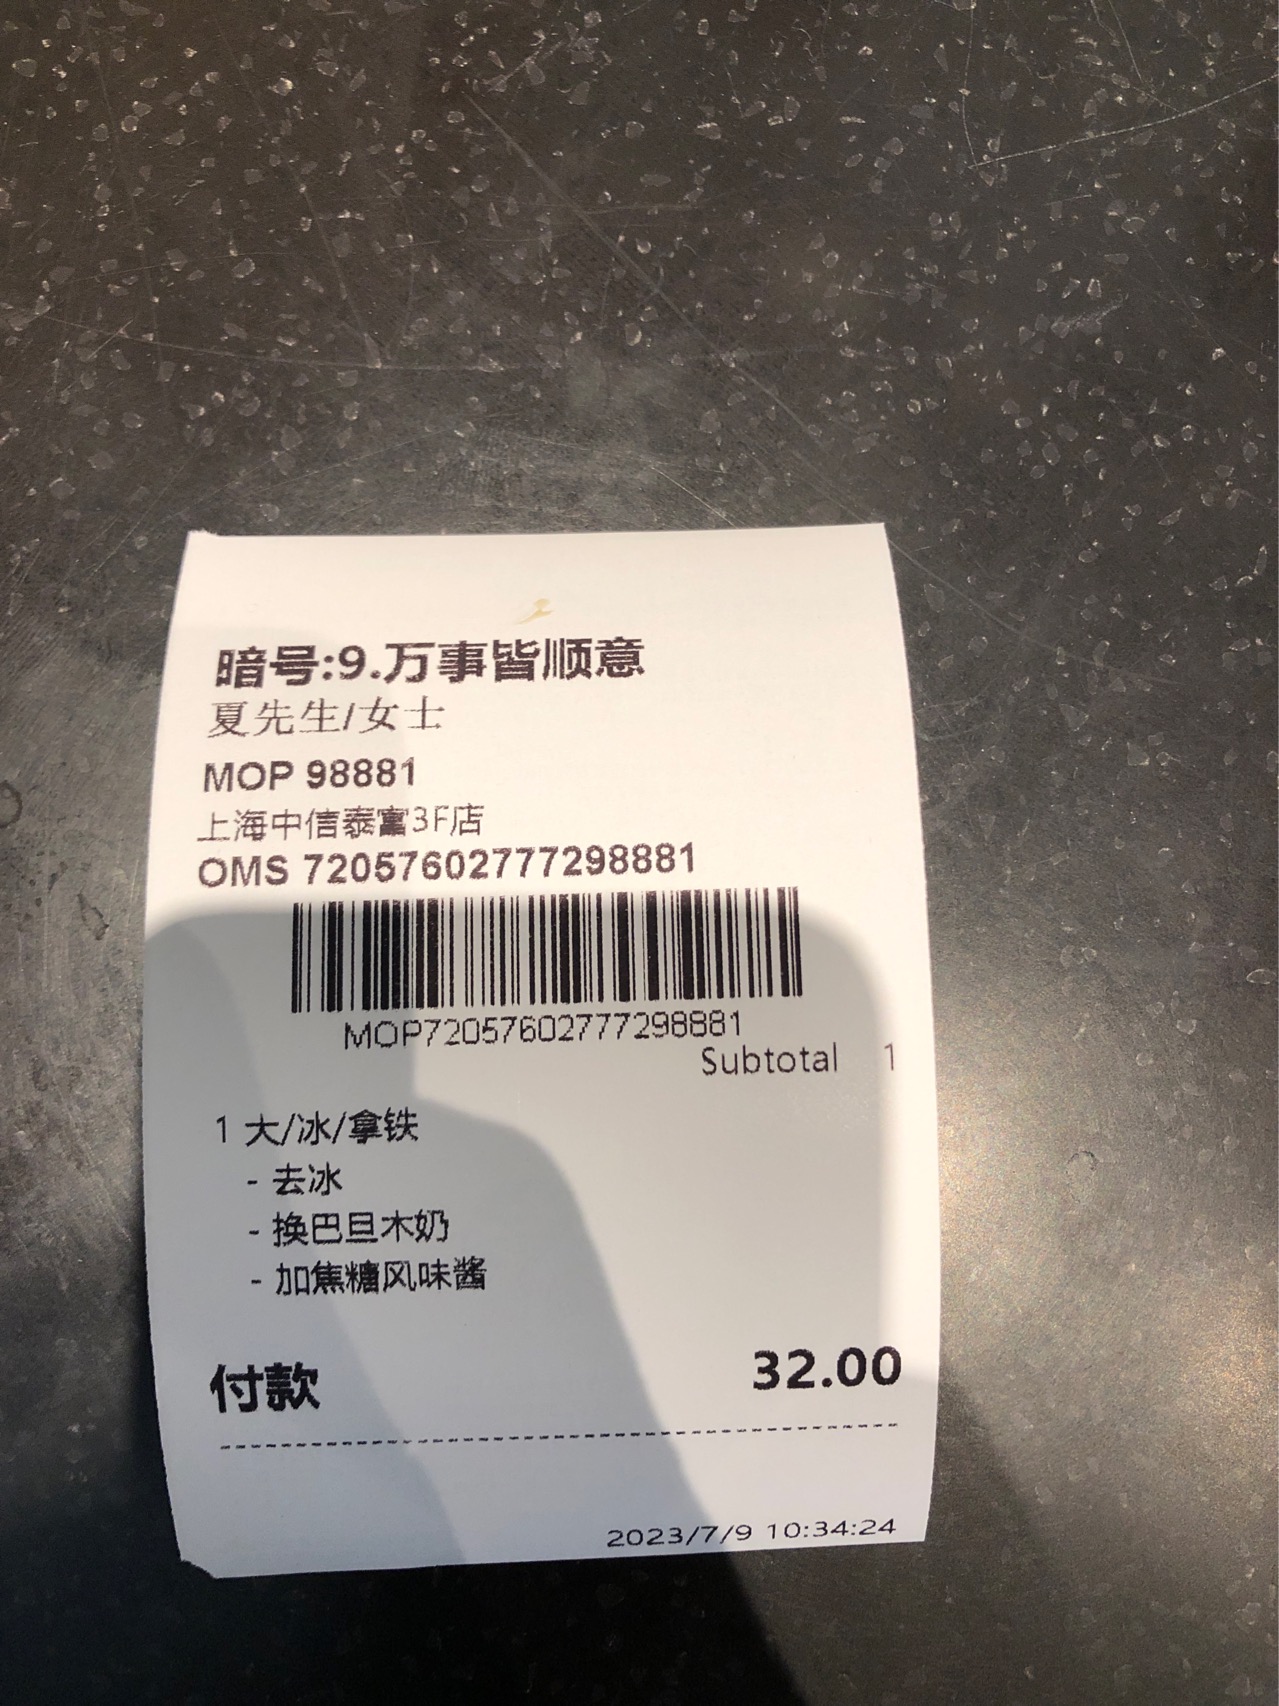 暗号:9.万事皆顺意
夏先生/女士
MOP 98881
上海中信泰富3F店
OMS 72057602777298881
MOP72057602777298881
Subtotal 1
1 大/冰/拿铁
- 去冰
- 换巴旦木奶
- 加焦糖风味酱
付款 32.00
2023/7/9 10:34:24